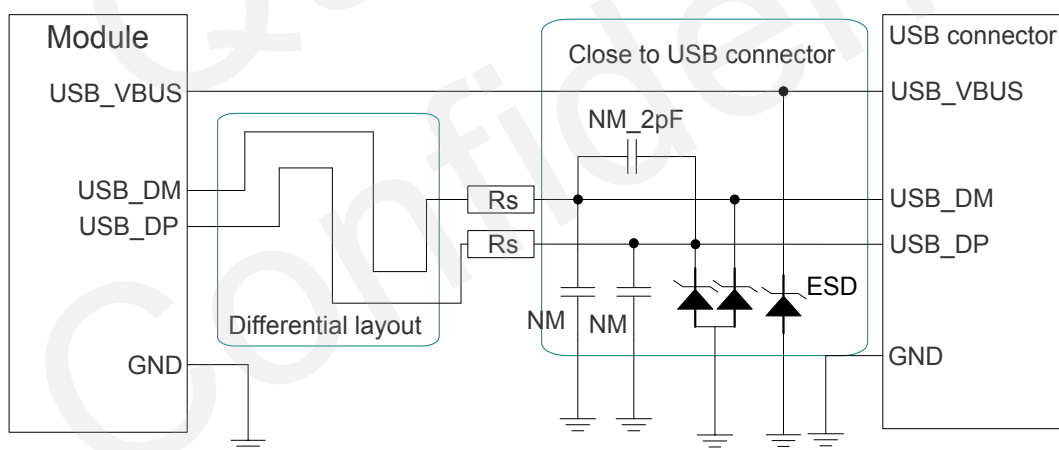 Module
USB_VBUS
USB_DM
USB_DP
GND
Differential layout
Rs
Rs
Close to USB connector
NM_2pF
NM
NM
ESD
USB connector
USB_VBUS
USB_DM
USB_DP
GND